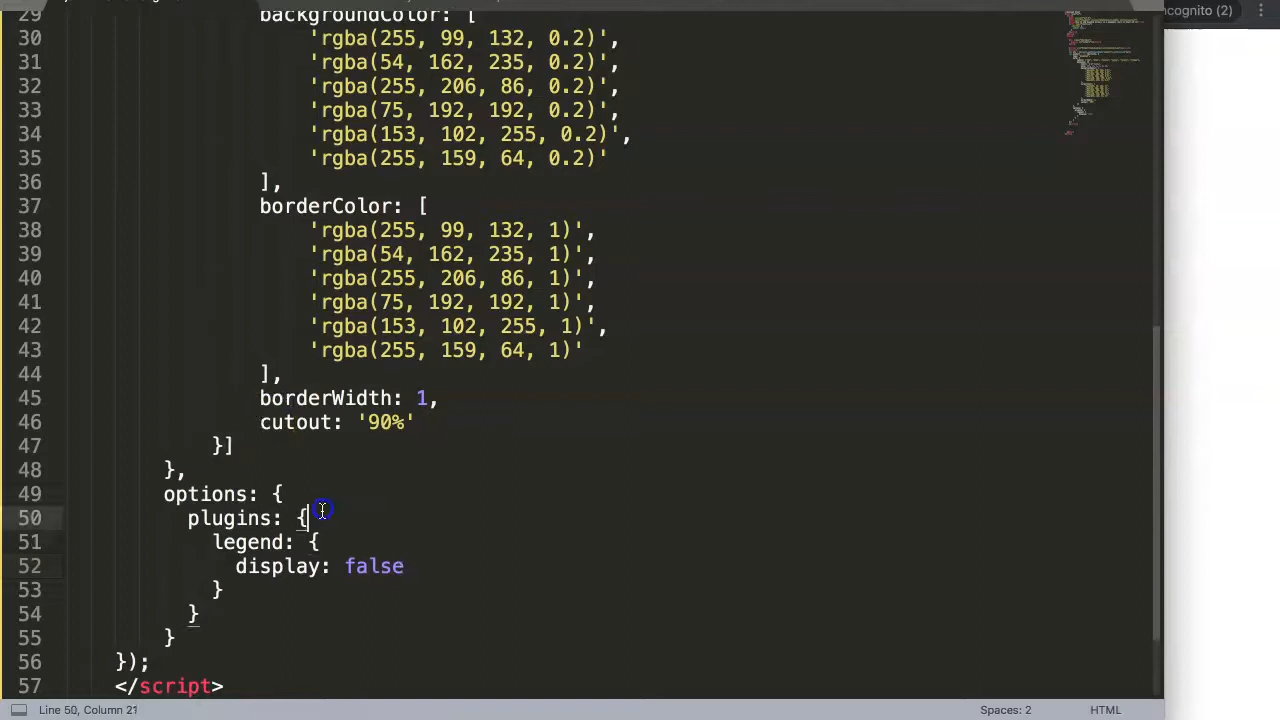 ncognito (2)
29 backgroundColor: [
30 'rgba(255, 99, 132, 0.2)',
31 'rgba(54, 162, 235, 0.2)',
32 'rgba(255, 206, 86, 0.2)',
33 'rgba(75, 192, 192, 0.2)',
34 'rgba(153, 102, 255, 0.2)',
35 'rgba(255, 159, 64, 0.2)'
36 ],
37 borderColor: [
38 'rgba(255, 99, 132, 1)',
39 'rgba(54, 162, 235, 1)',
40 'rgba(255, 206, 86, 1)',
41 'rgba(75, 192, 192, 1)',
42 'rgba(153, 102, 255, 1)',
43 'rgba(255, 159, 64, 1)'
44 ],
45 borderWidth: 1,
46 cutout: '90%'
47 }]
48 },
49 options: {
50 plugins: {
51 legend: {
52 display: false
53 }
54 }
55 }
56 });
57 </script>
Line 50, Column 21 Spaces: 2 HTML